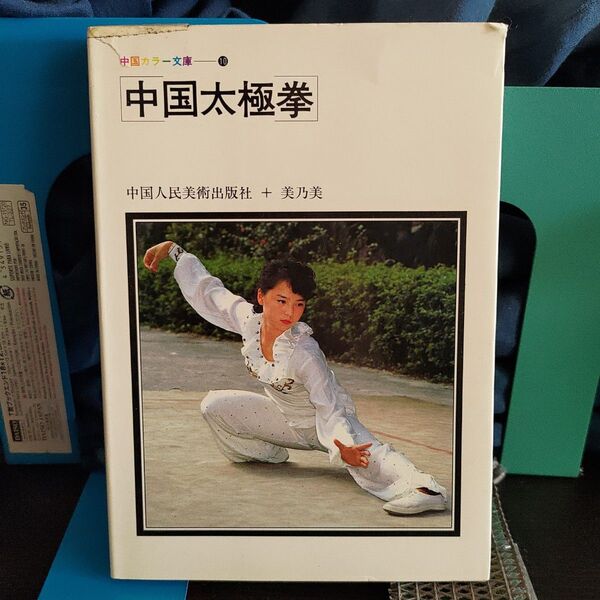 中国カラー文庫──10
[中国太極拳]
中国人民美術出版社 + 美乃美